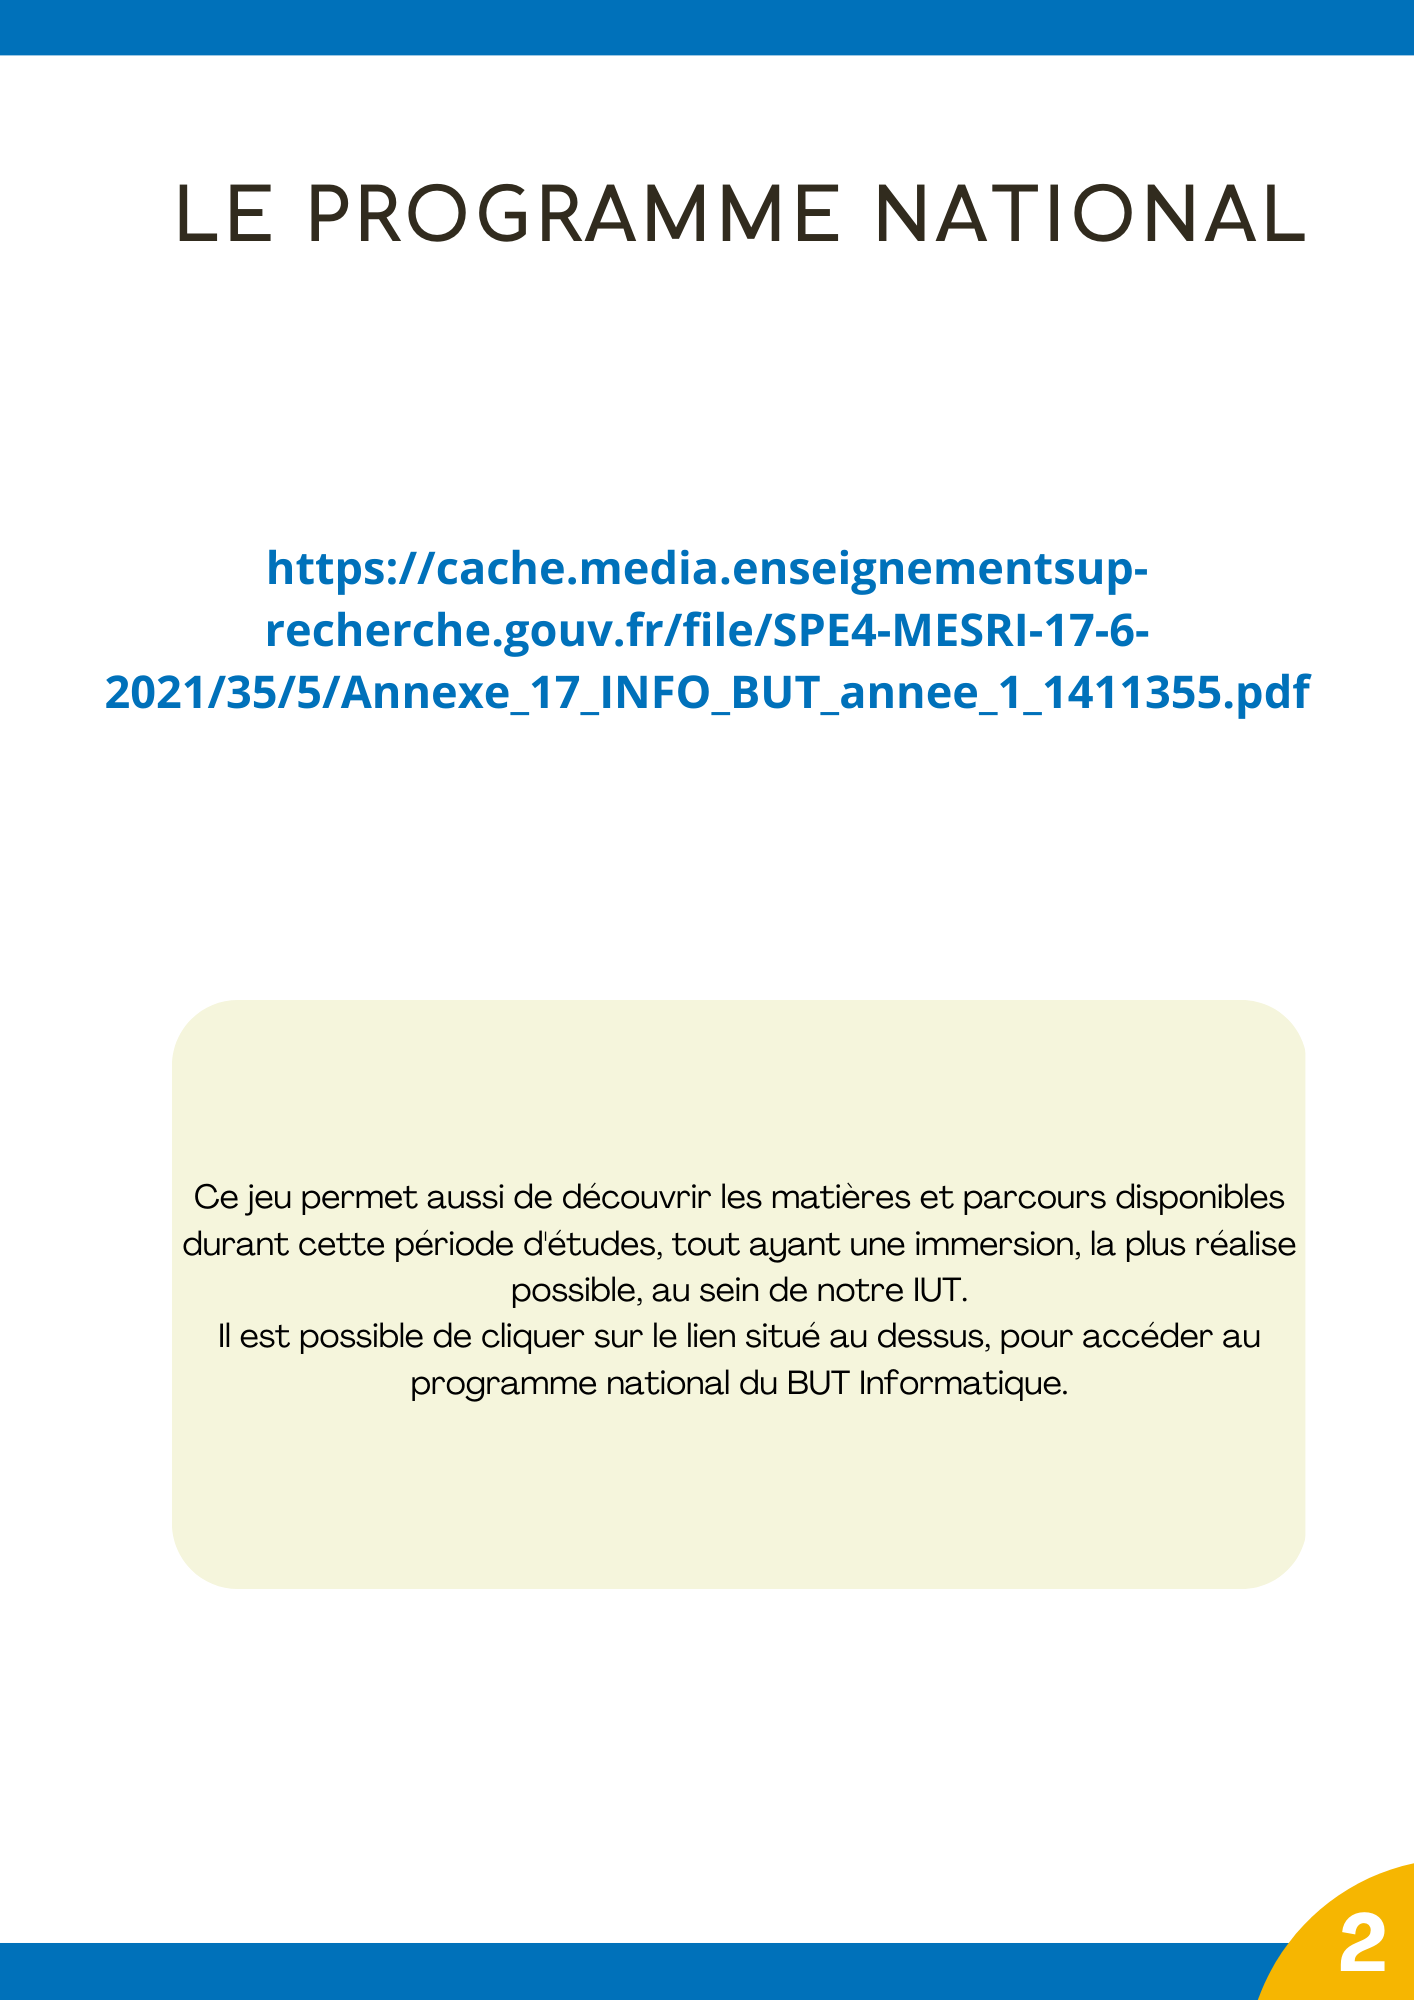 LE PROGRAMME NATIONAL
https://cache.media.enseignementsup-
recherche.gouv.fr/file/SPE4-MESRI-17-6-
2021/35/5/Annexe_17_INFO_BUT_annee_1_1411355.pdf
Ce jeu permet aussi de découvrir les matières et parcours disponibles
durant cette période d'études, tout ayant une immersion, la plus réalise
possible, au sein de notre IUT.
Il est possible de cliquer sur le lien situé au dessus, pour accéder au
programme national du BUT Informatique.
2